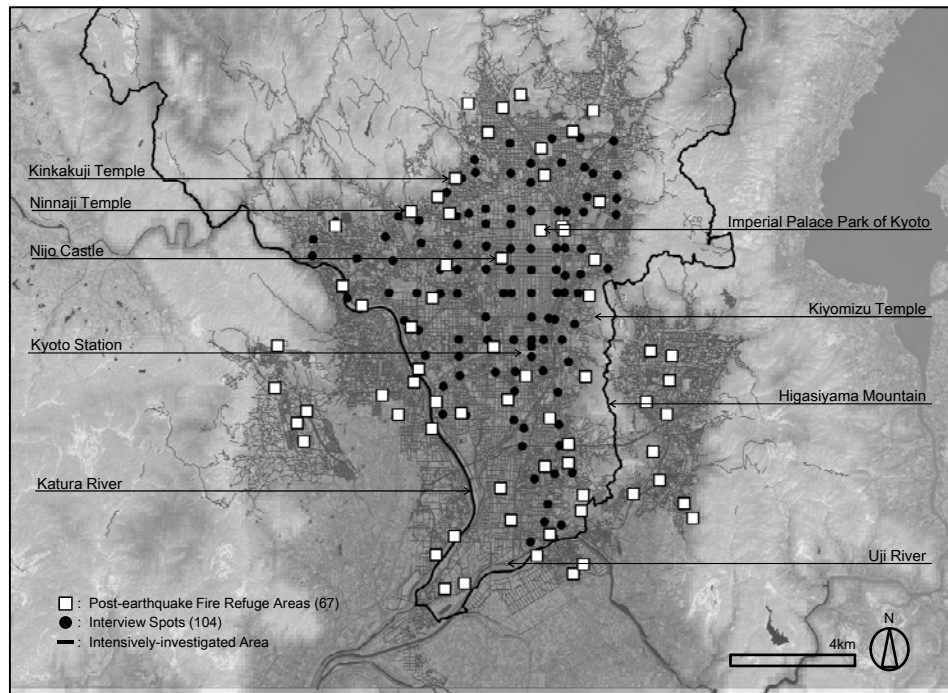 Kinkakuji Temple
Ninnaji Temple
Imperial Palace Park of Kyoto
Nijo Castle
Kiyomizu Temple
Kyoto Station
Higasiyama Mountain
Katura River
Uji River
: Post-earthquake Fire Refuge Areas (67)
: Interview Spots (104)
: Intensively-investigated Area
N
4km